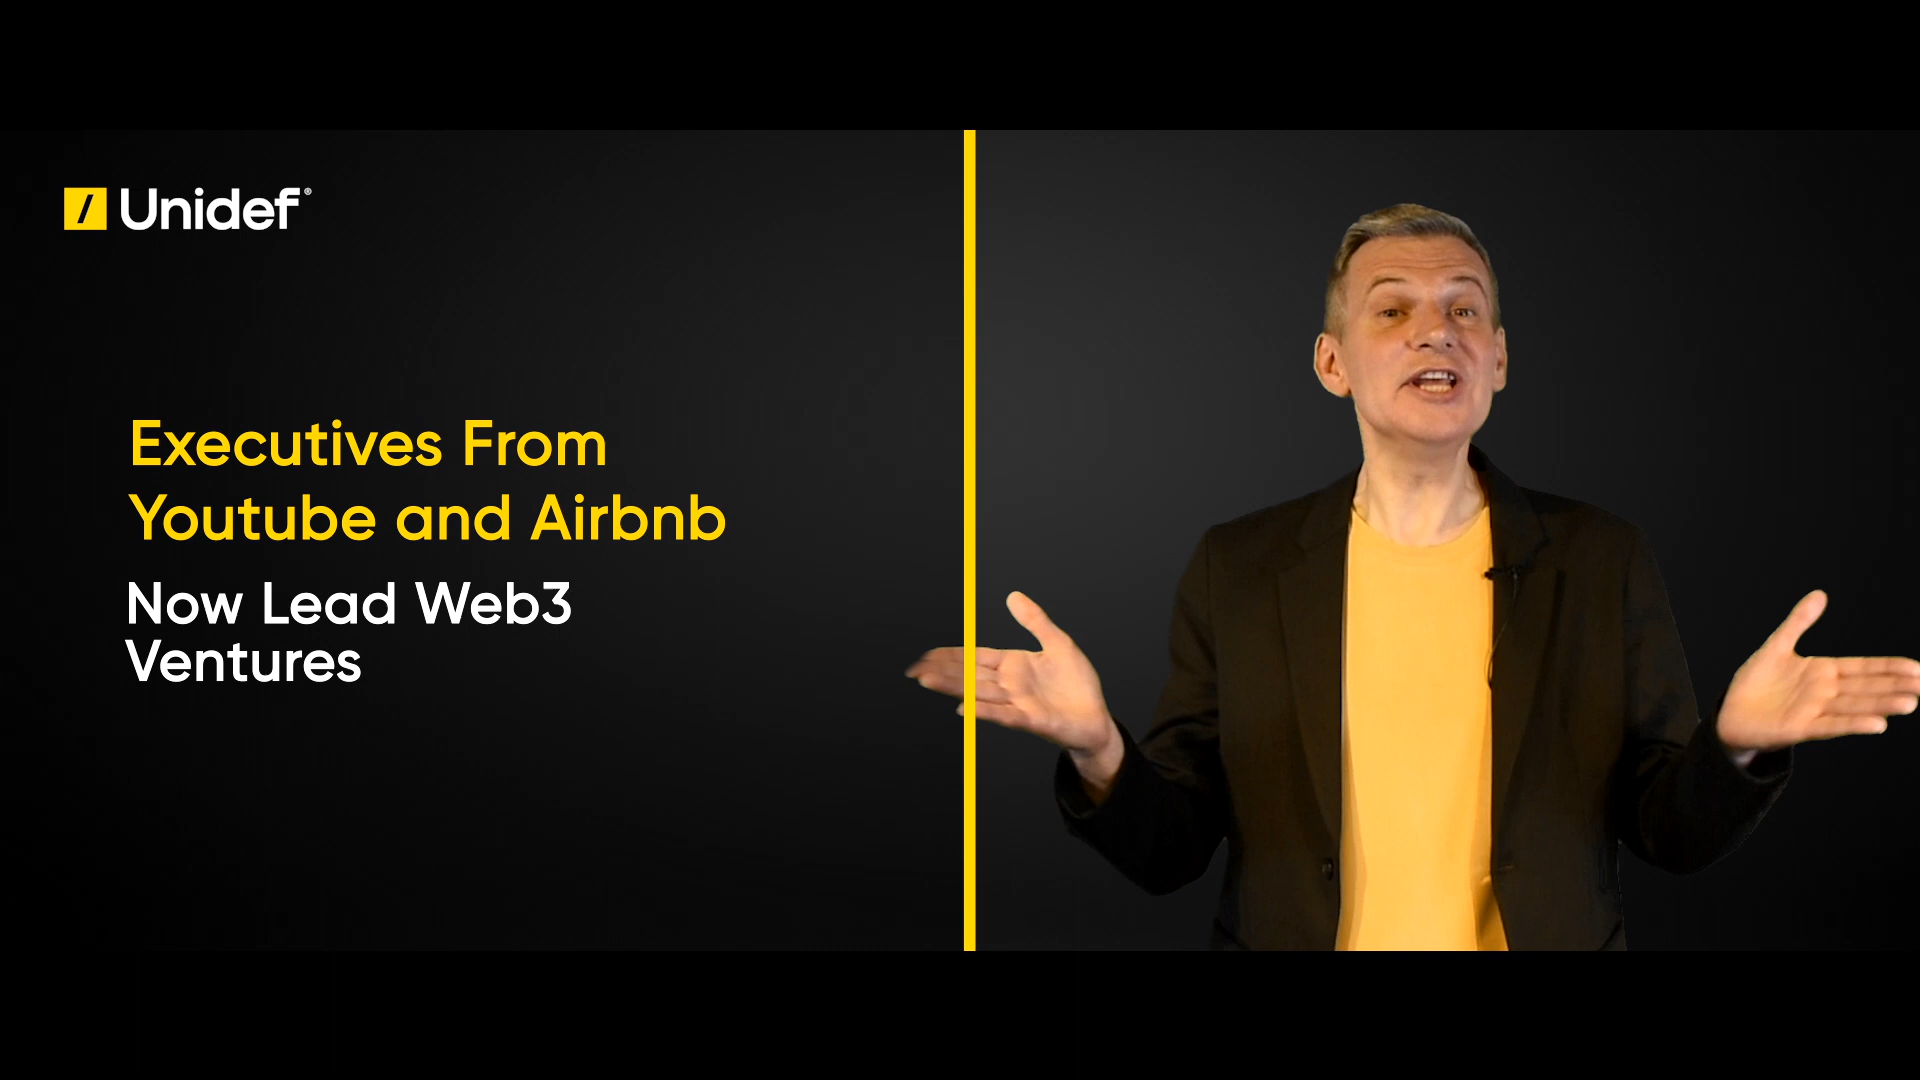 Unidef®
Executives From
Youtube and Airbnb
Now Lead Web3
Ventures